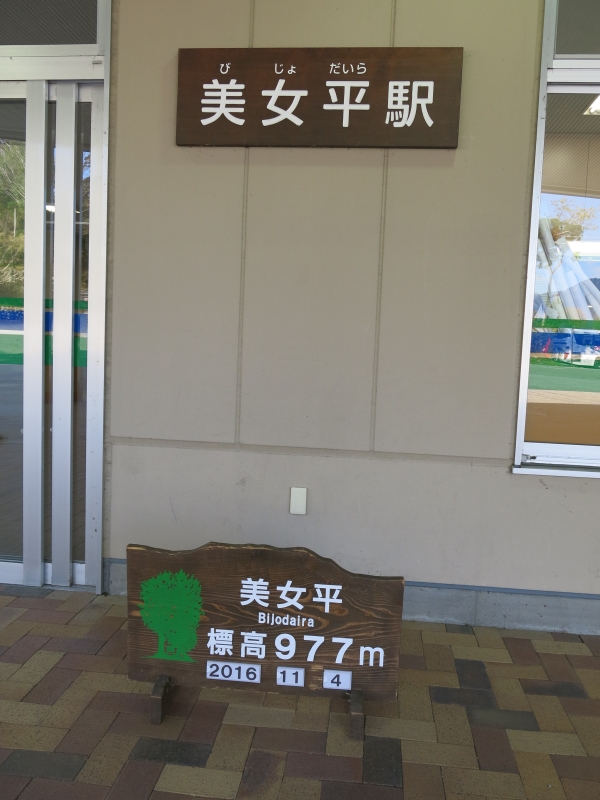 び じょ だいら
美女平駅
美女平
Bijodaira
標高977m
2016 11 4